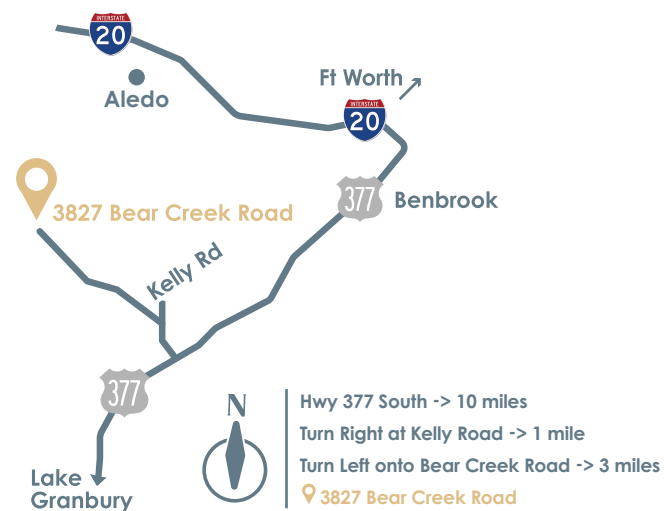 INTERSTATE
20
Aledo
Ft Worth
INTERSTATE
20
377
Benbrook
3827 Bear Creek Road
Kelly Rd
377
Lake
Granbury
N
Hwy 377 South -> 10 miles
Turn Right at Kelly Road -> 1 mile
Turn Left onto Bear Creek Road -> 3 miles
3827 Bear Creek Road